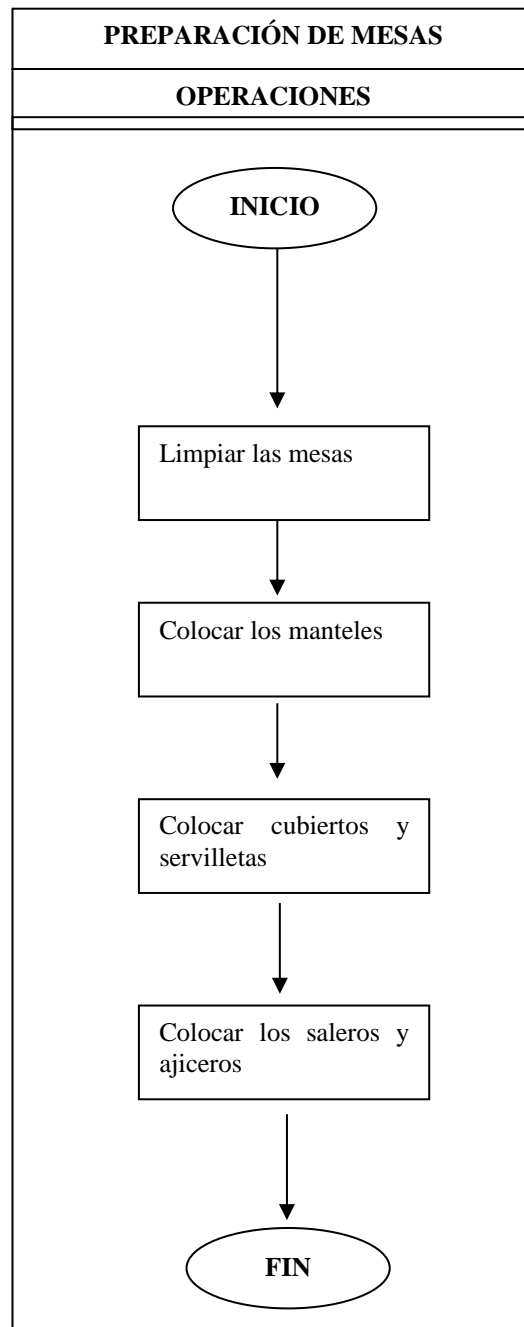 PREPARACIÓN DE MESAS
OPERACIONES
INICIO
Limpiar las mesas
Colocar los manteles
Colocar cubiertos y
servilletas
Colocar los saleros y
ajiceros
FIN